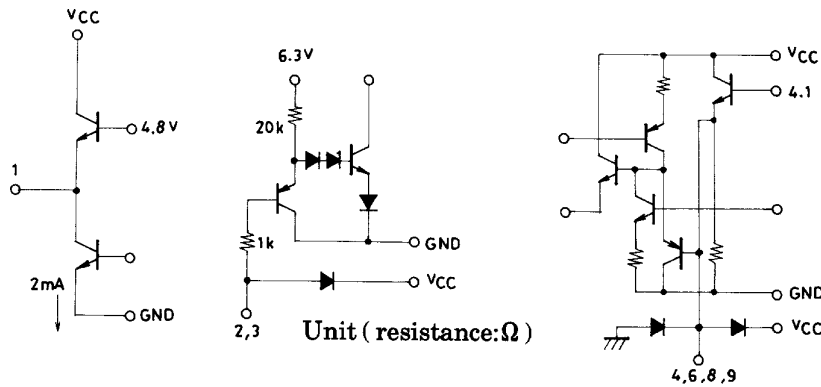 VCC
4.8V
1
2mA
GND
6.3V
20k
1k
GND
VCC
2,3
Unit ( resistance:Ω )
VCC
4.1
GND
VCC
4,6,8,9